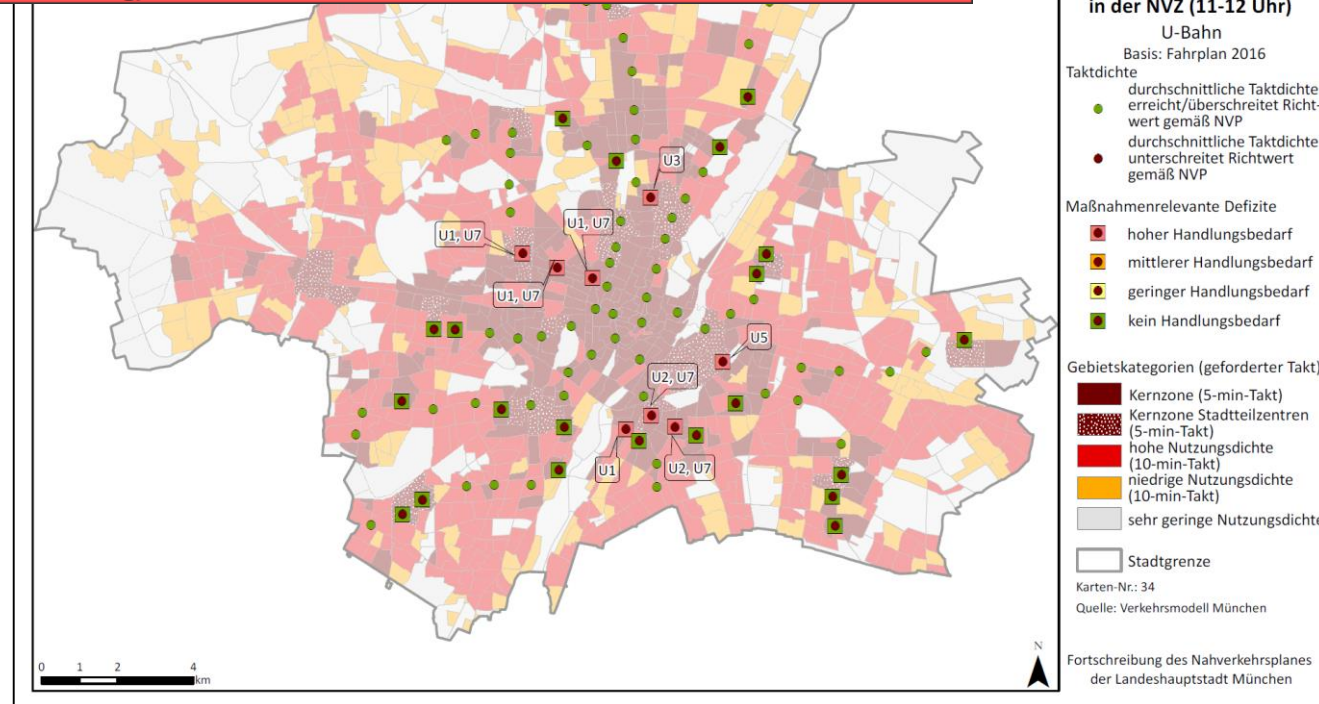 in der NVZ (11-12 Uhr)
U-Bahn
Basis: Fahrplan 2016
Taktdichte
durchschnittliche Taktdichte
erreicht/überschreitet Richt-
wert gemäß NVP
durchschnittliche Taktdichte
unterschreitet Richtwert
gemäß NVP
Maßnahmenrelevante Defizite
hoher Handlungsbedarf
mittlerer Handlungsbedarf
geringer Handlungsbedarf
kein Handlungsbedarf
Gebietskategorien (geforderter Takt)
Kernzone (5-min-Takt)
Kernzone Stadtteilzentren
(5-min-Takt)
hohe Nutzungsdichte
(10-min-Takt)
niedrige Nutzungsdichte
(10-min-Takt)
sehr geringe Nutzungsdichte
Stadtgrenze
Karten-Nr.: 34
Quelle: Verkehrsmodell München
Fortschreibung des Nahverkehrsplanes
der Landeshauptstadt München
U3
U1, U7
U1, U7
U1, U7
U5
U2, U7
U1
U2, U7
0 1 2 4
km
N